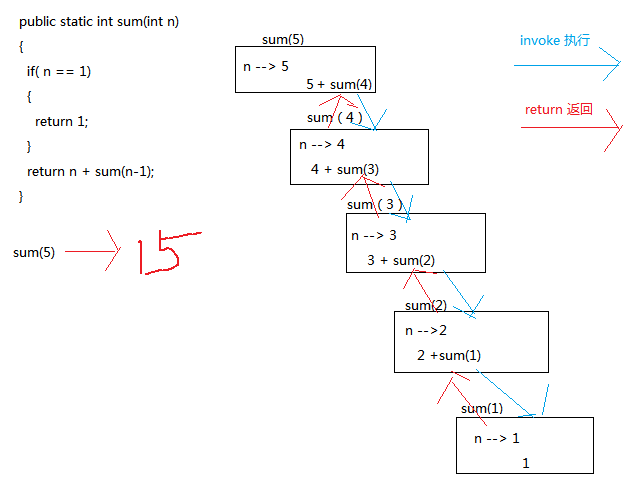 public static int sum(int n)
{
if( n == 1)
{
return 1;
}
return n + sum(n-1);
}
sum(5)
15
sum(5)
n --> 5
5 + sum(4)
sum ( 4 )
n --> 4
4 + sum(3)
sum ( 3 )
n --> 3
3 + sum(2)
sum(2)
n -->2
2 +sum(1)
sum(1)
n --> 1
1
invoke 执行
return 返回